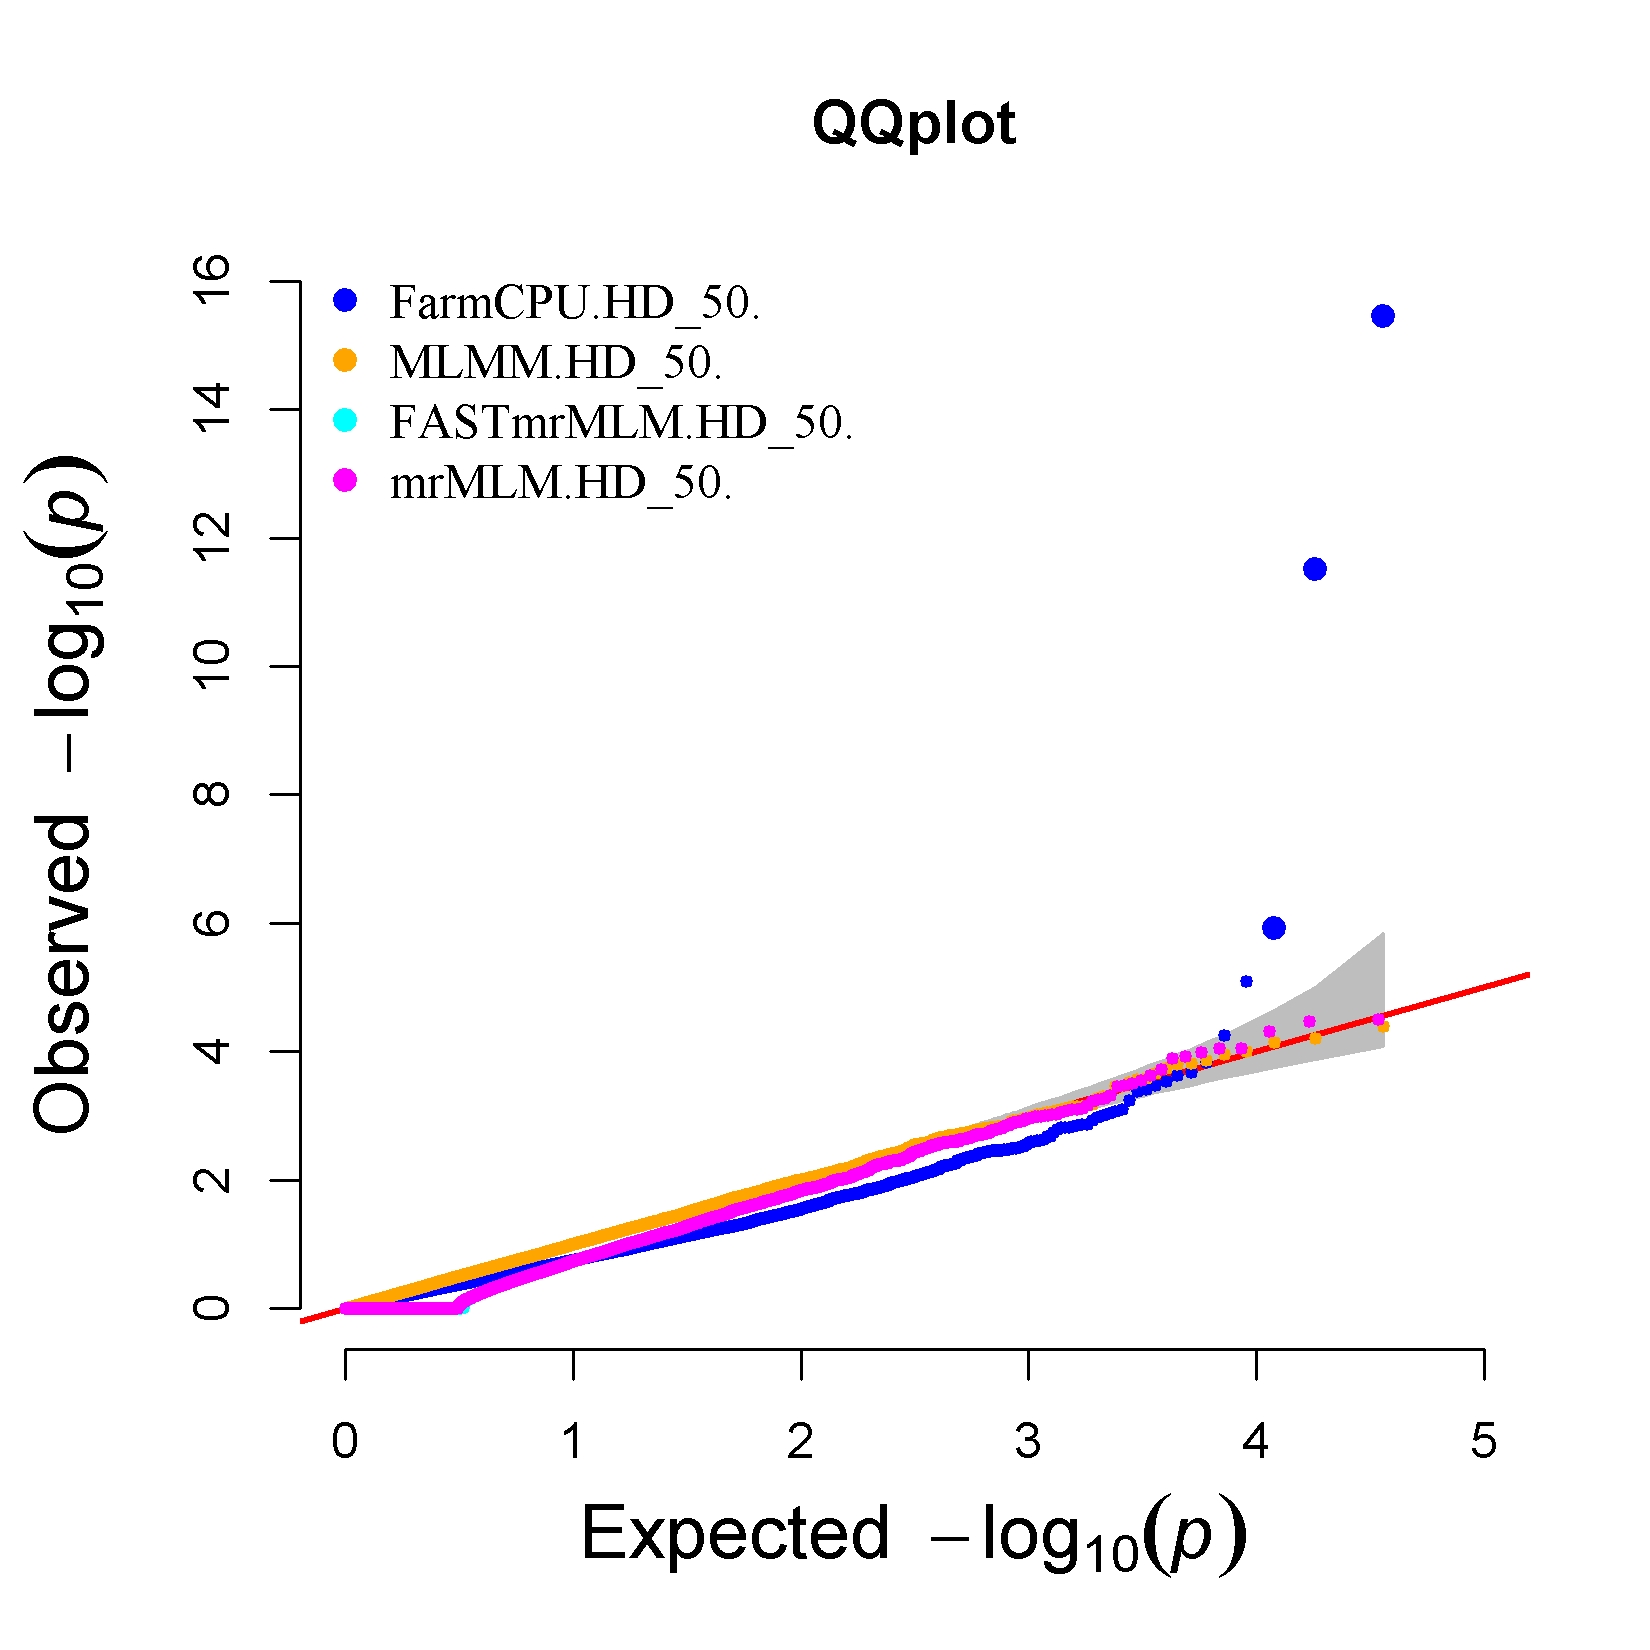 QQplot
FarmCPU.HD_50.
MLMM.HD_50.
FASTmrMLM.HD_50.
mrMLM.HD_50.
16
14
12
10
8
6
4
2
0
Observed −log₁₀(p)
0 1 2 3 4 5
Expected −log₁₀(p)